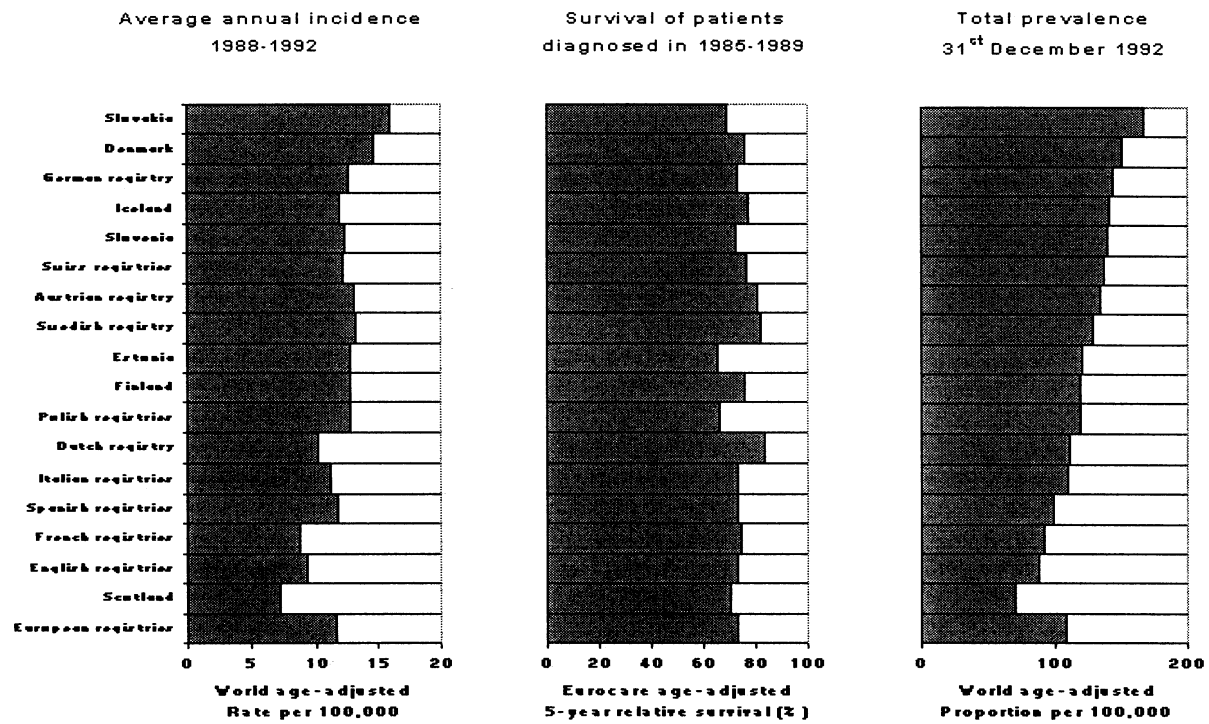 Average annual incidence
1988-1992
Survival of patients
diagnosed in 1985-1989
Total prevalence
31st December 1992
Slovakia
Denmark
German registry
Iceland
Slovenia
Swiss registries
Austrian registry
Swedish registry
Estonia
Finland
Polish registries
Dutch registry
Italian registries
Spanish registries
French registries
English registries
Scotland
European registries
0 5 10 15 20
World age-adjusted
Rate per 100,000
0 20 40 60 80 100
Eurocare age-adjusted
5-year relative survival (%)
0 100 200
World age-adjusted
Proportion per 100,000